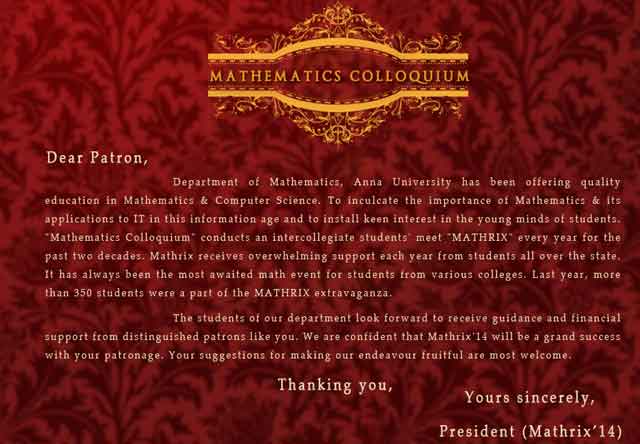 MATHEMATICS COLLOQUIUM
Dear Patron,
Department of Mathematics, Anna University has been offering quality
education in Mathematics & Computer Science. To inculcate the importance of Mathematics & its
applications to IT in this information age and to install keen interest in the young minds of students.
"Mathematics Colloquium" conducts an intercollegiate students' meet "MATHRIX" every year for the
past two decades. Mathrix receives overwhelming support each year from students all over the state.
It has always been the most awaited math event for students from various colleges. Last year, more
than 350 students were a part of the MATHRIX extravaganza.
The students of our department look forward to receive guidance and financial
support from distinguished patrons like you. We are confident that Mathrix'14 will be a grand success
with your patronage. Your suggestions for making our endeavour fruitful are most welcome.
Thanking you,
Yours sincerely,
President (Mathrix'14)